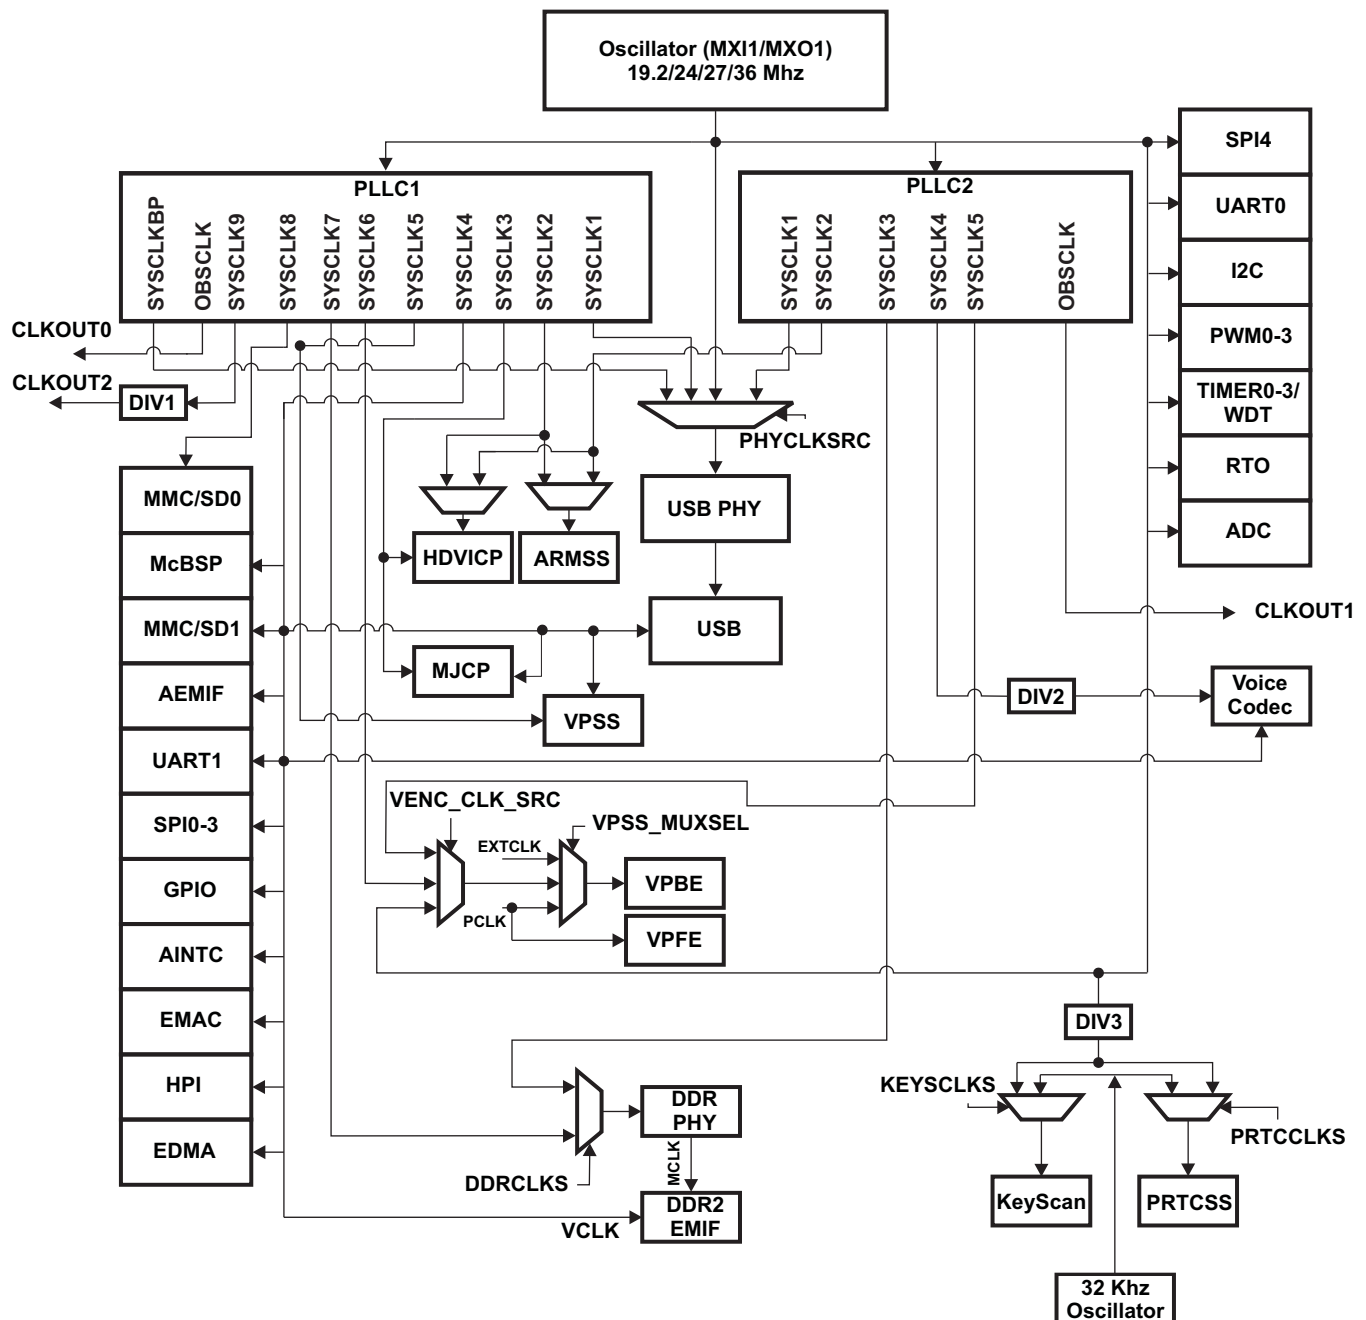 Oscillator (MXI1/MXO1)
19.2/24/27/36 Mhz
PLLC1
SYSCLKBP
OBSCLK
SYSCLK9
SYSCLK8
SYSCLK7
SYSCLK6
SYSCLK5
SYSCLK4
SYSCLK3
SYSCLK2
SYSCLK1
PLLC2
SYSCLK1
SYSCLK2
SYSCLK3
SYSCLK4
SYSCLK5
OBSCLK
SPI4
UART0
I2C
PWM0-3
TIMER0-3/
WDT
RTO
ADC
CLKOUT0
CLKOUT2
DIV1
PHYCLKSRC
MMC/SD0
McBSP
MMC/SD1
AEMIF
UART1
SPI0-3
GPIO
AINTC
EMAC
HPI
EDMA
HDVICP
ARMSS
USB PHY
USB
MJCP
VPSS
CLKOUT1
DIV2
Voice
Codec
VENC_CLK_SRC
VPSS_MUXSEL
EXTCLK
PCLK
VPBE
VPFE
DIV3
KEYSCLKS
PRTCCLKS
KeyScan
PRTCSS
DDR
PHY
MCLK
DDRCLKS
DDR2
EMIF
VCLK
32 Khz
Oscillator